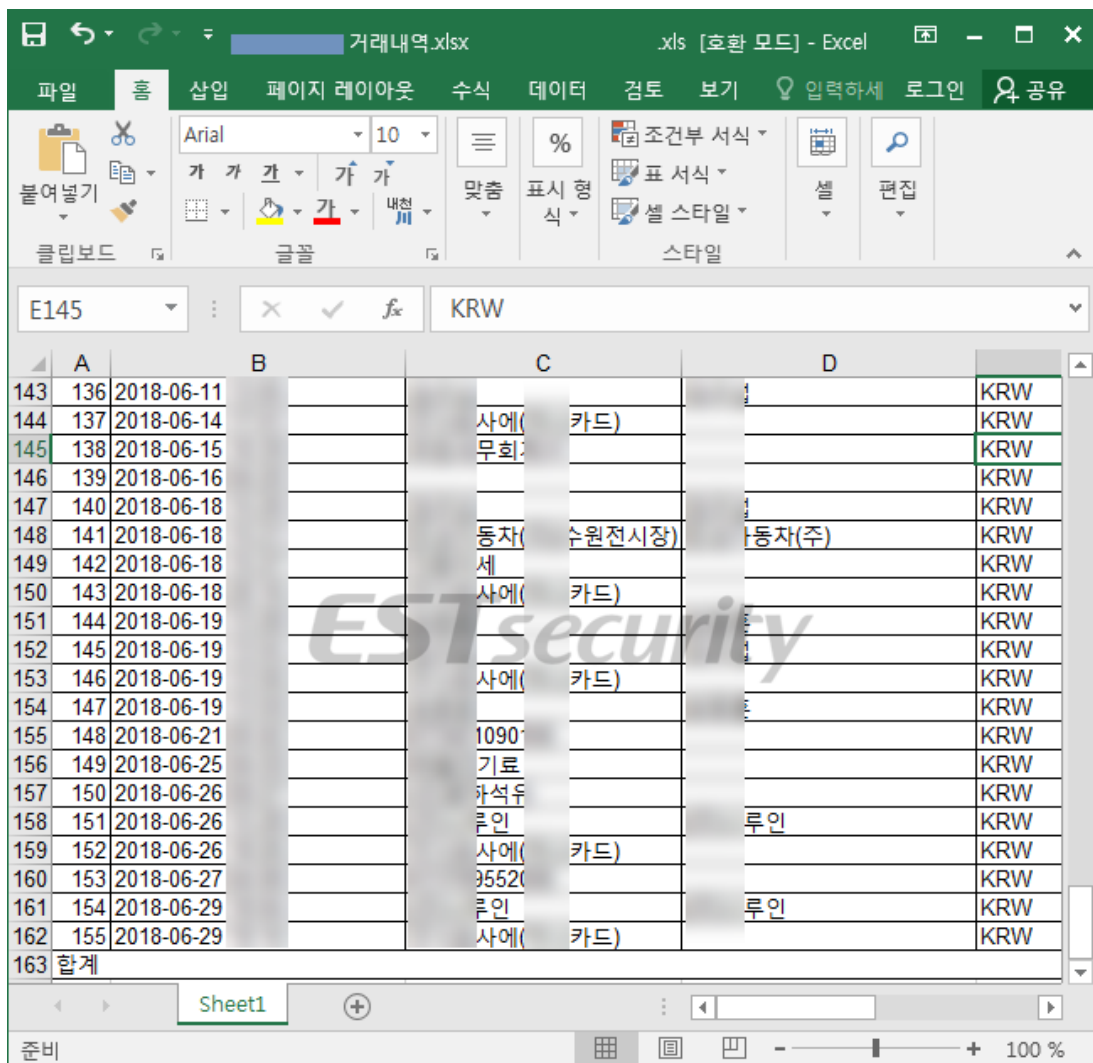 거래내역.xlsx .xls [호환 모드] - Excel
파일 홈 삽입 페이지 레이아웃 수식 데이터 검토 보기 입력하세 로그인 공유
Arial 10
붙여넣기
가 가 가 가 가
가 내천 川
맞춤
% 표시 형식
조건부 서식
표 서식
셀 스타일
셀
편집
클립보드 글꼴 스타일
E145 fx KRW
A B C D
143 136 2018-06-11 KRW
144 137 2018-06-14 사에( 카드) KRW
145 138 2018-06-15 무회 KRW
146 139 2018-06-16 KRW
147 140 2018-06-18 KRW
148 141 2018-06-18 동차( 수원전시장) 동차(주) KRW
149 142 2018-06-18 세 KRW
150 143 2018-06-18 사에( 카드) KRW
151 144 2018-06-19 KRW
152 145 2018-06-19 KRW
153 146 2018-06-19 사에( 카드) KRW
154 147 2018-06-19 KRW
155 148 2018-06-21 1090 KRW
156 149 2018-06-25 기료 KRW
157 150 2018-06-26 석유 KRW
158 151 2018-06-26 루인 루인 KRW
159 152 2018-06-26 사에( 카드) KRW
160 153 2018-06-27 9552 KRW
161 154 2018-06-29 루인 루인 KRW
162 155 2018-06-29 사에( 카드) KRW
163 합계
ESTsecurity
Sheet1
준비 100 %